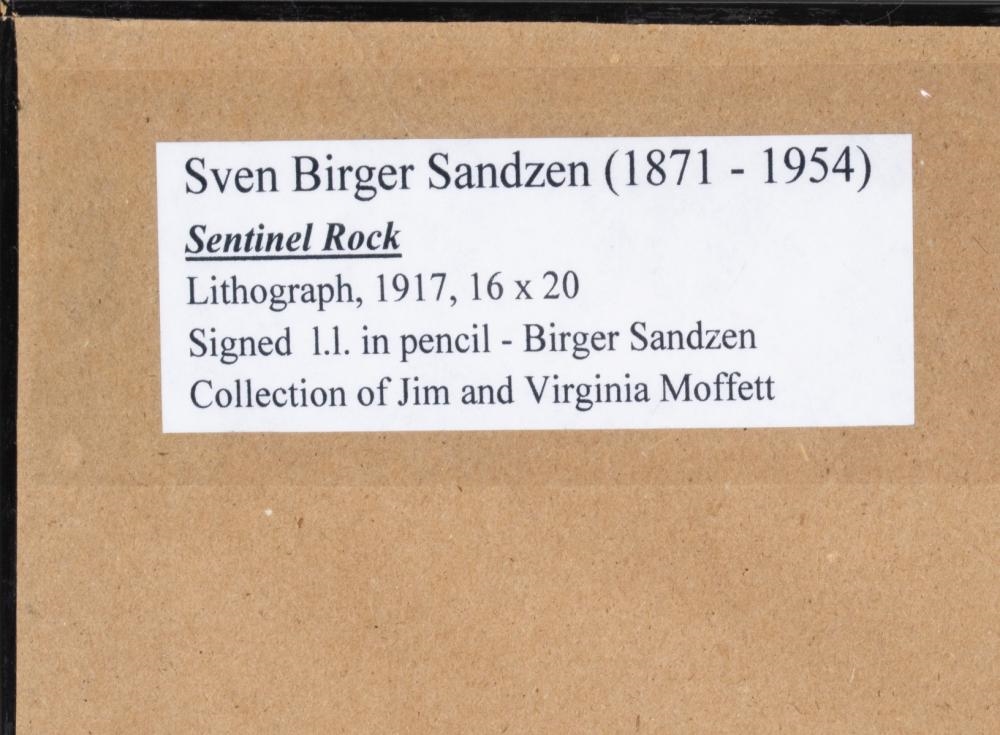 Sven Birger Sandzen (1871 - 1954)
Sentinel Rock
Lithograph, 1917, 16 x 20
Signed l.l. in pencil - Birger Sandzen
Collection of Jim and Virginia Moffett